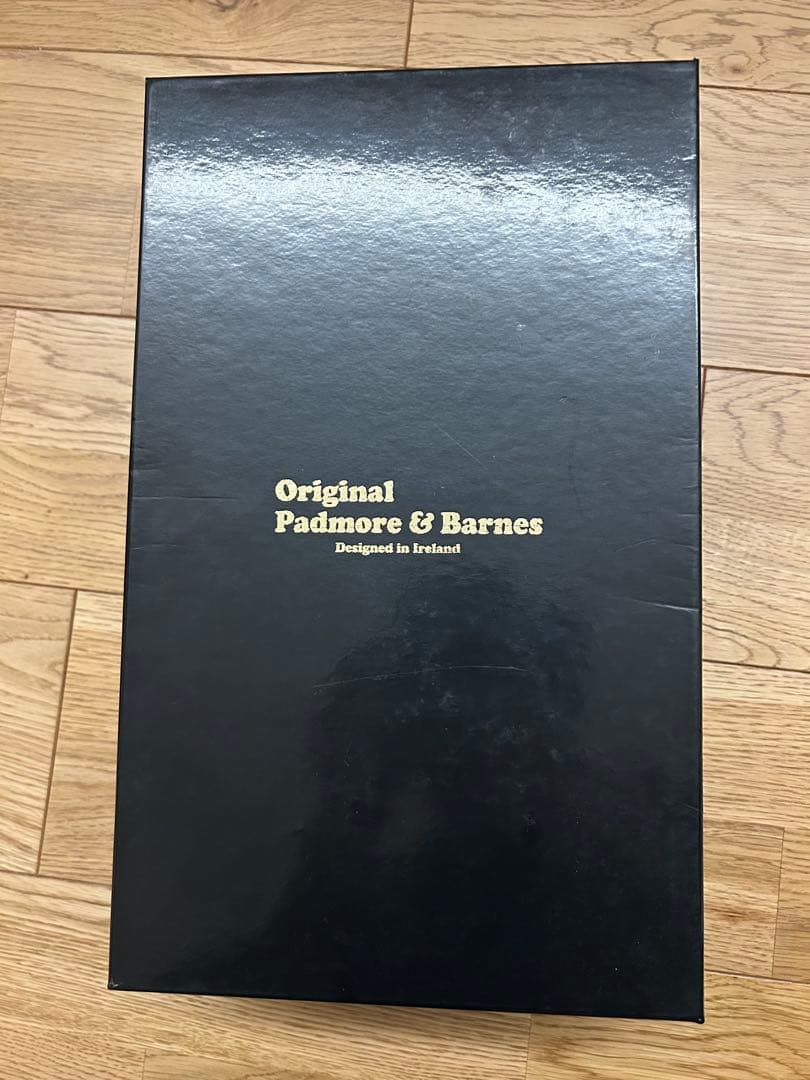 Original
Padmore & Barnes
Designed in Ireland